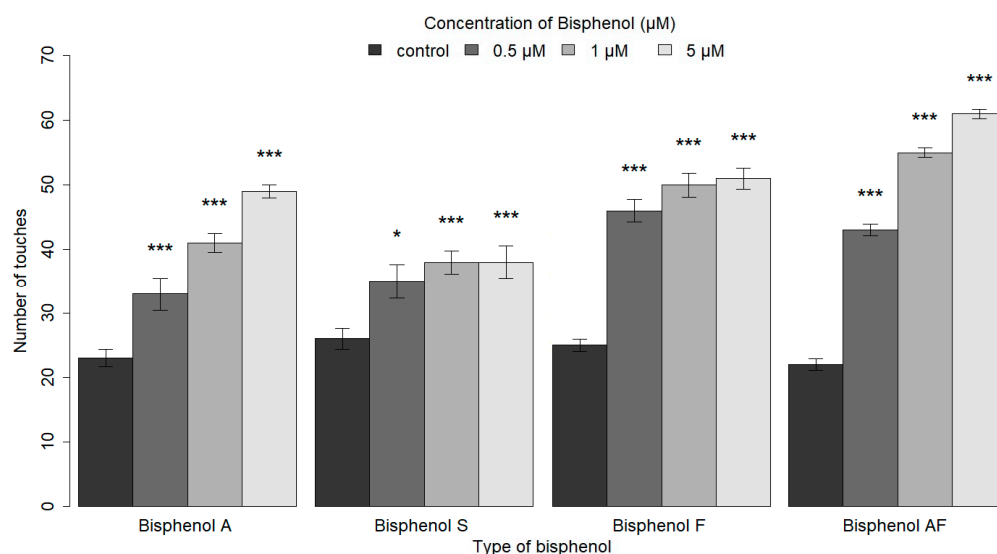 Concentration of Bisphenol (µM)
control 0.5 µM 1 µM 5 µM
Number of touches
70
60
50
40
30
20
10
0
*** *** ***
* *** ***
*** *** ***
*** *** ***
Bisphenol A Bisphenol S Bisphenol F Bisphenol AF
Type of bisphenol